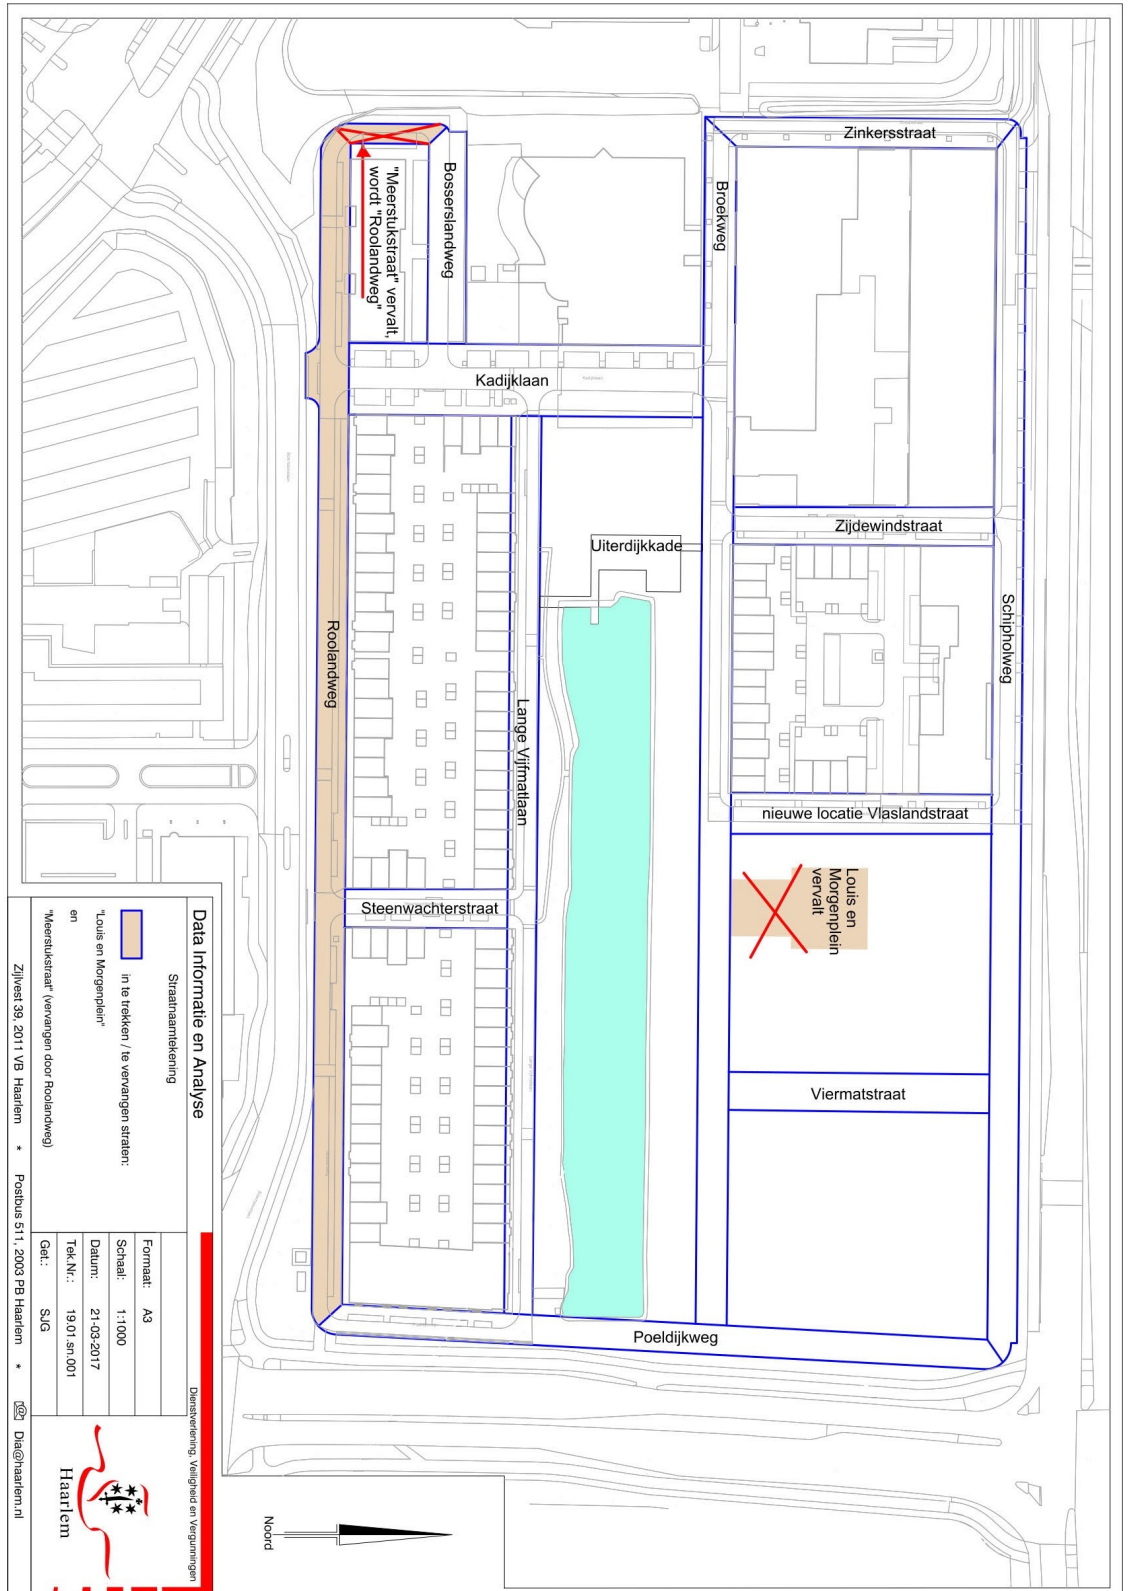 Zinkersstraat
Broekweg
Bosserslandweg
"Meerstukstraat" vervalt,
wordt "Roolandweg"
Kadijklaan
Zijdewindstraat
Uiterdijkkade
Schipholweg
Roolandweg
Lange Vijfmatlaan
nieuwe locatie Vlaslandstraat
Louis en
Morgenplein
vervalt
Steenwachterstraat
Viermatstraat
Poeldijkweg
Noord
Data Informatie en Analyse
Dienstverlening, Veiligheid en Vergunningen
Straatnaamtekening
in te trekken / te vervangen straten:
"Louis en Morgenplein"
en
"Meerstukstraat" (vervangen door Roolandweg)
Formaat: A3
Schaal: 1:1000
Datum: 21-03-2017
Tek.Nr.: 19.01.sn.001
Get.: SJG
Haarlem
Zijlvest 39, 2011 VB Haarlem * Postbus 511, 2003 PB Haarlem * @ Dia@haarlem.nl